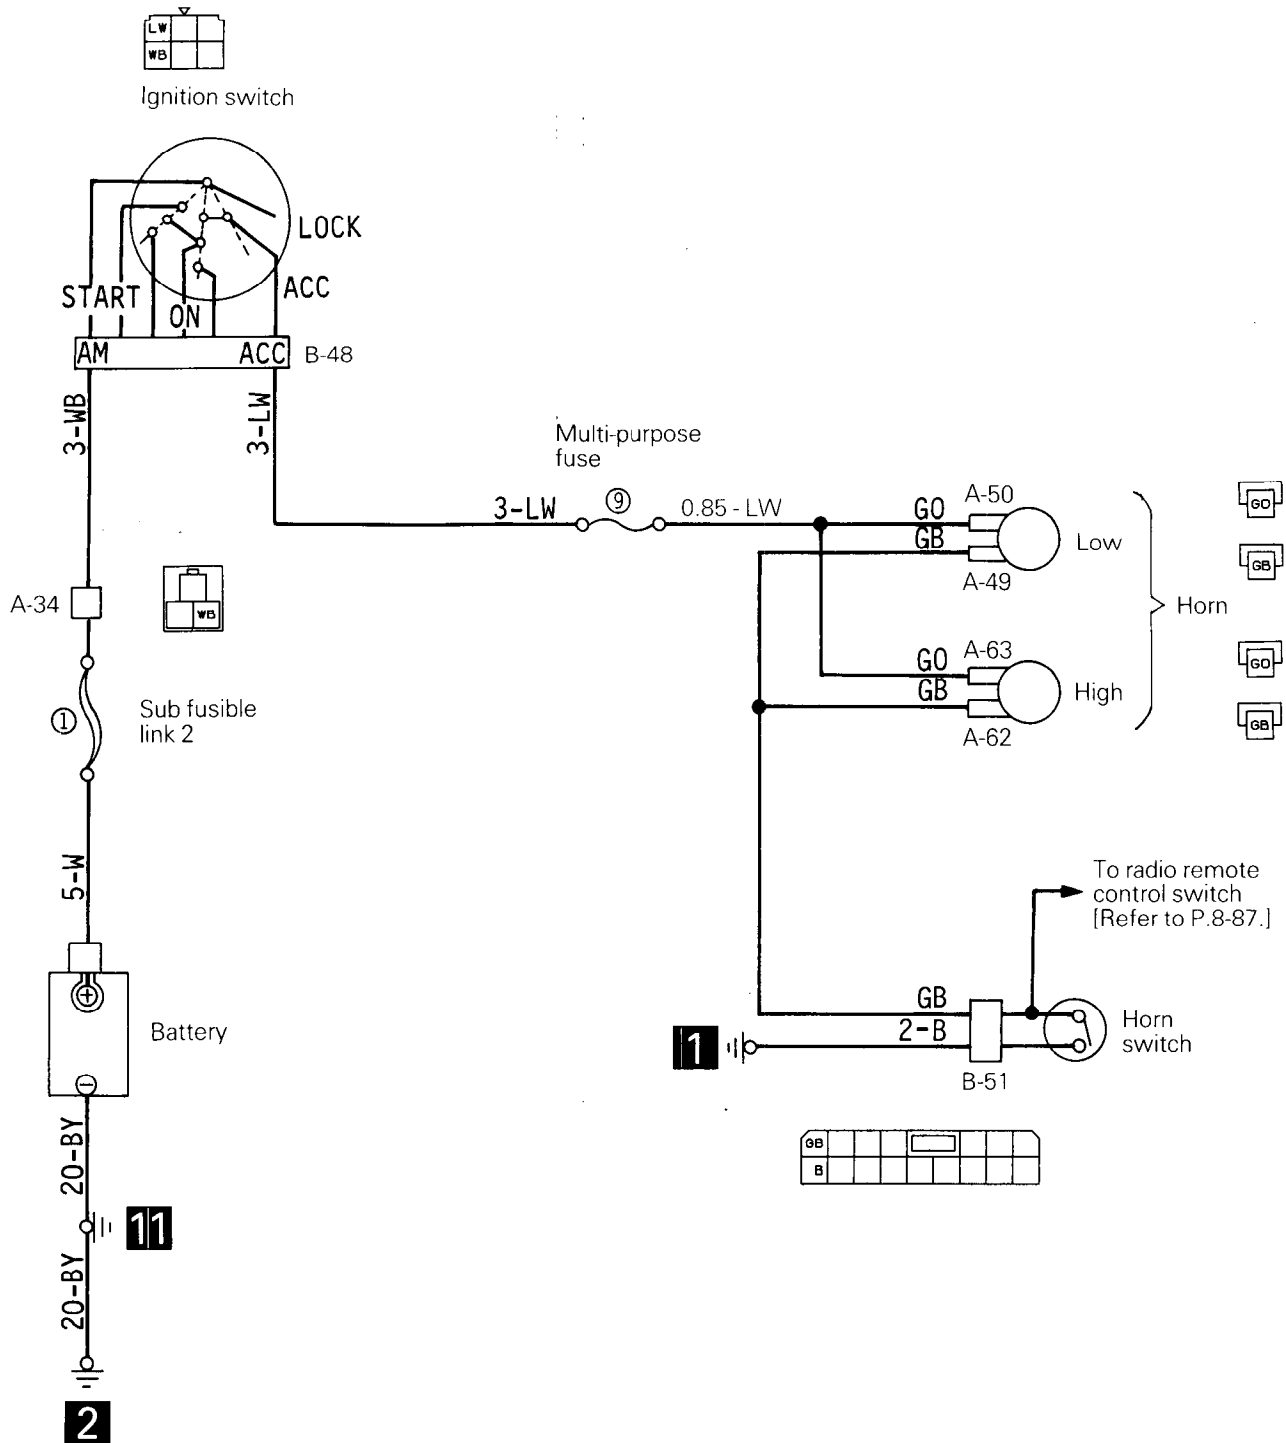 LW
WB
Ignition switch
LOCK
ACC
START
ON
AM
ACC
B-48
3-WB
3-LW
Multi-purpose
fuse
3-LW
9
0.85 - LW
GO
A-50
GB
Low
A-49
GO
GB
A-34
WB
Horn
GO
A-63
GB
High
A-62
GO
GB
1
Sub fusible
link 2
5-W
To radio remote
control switch
[Refer to P.8-87.]
+
Battery
−
GB
2-B
1
Horn
switch
B-51
GB
B
20-BY
11
20-BY
2